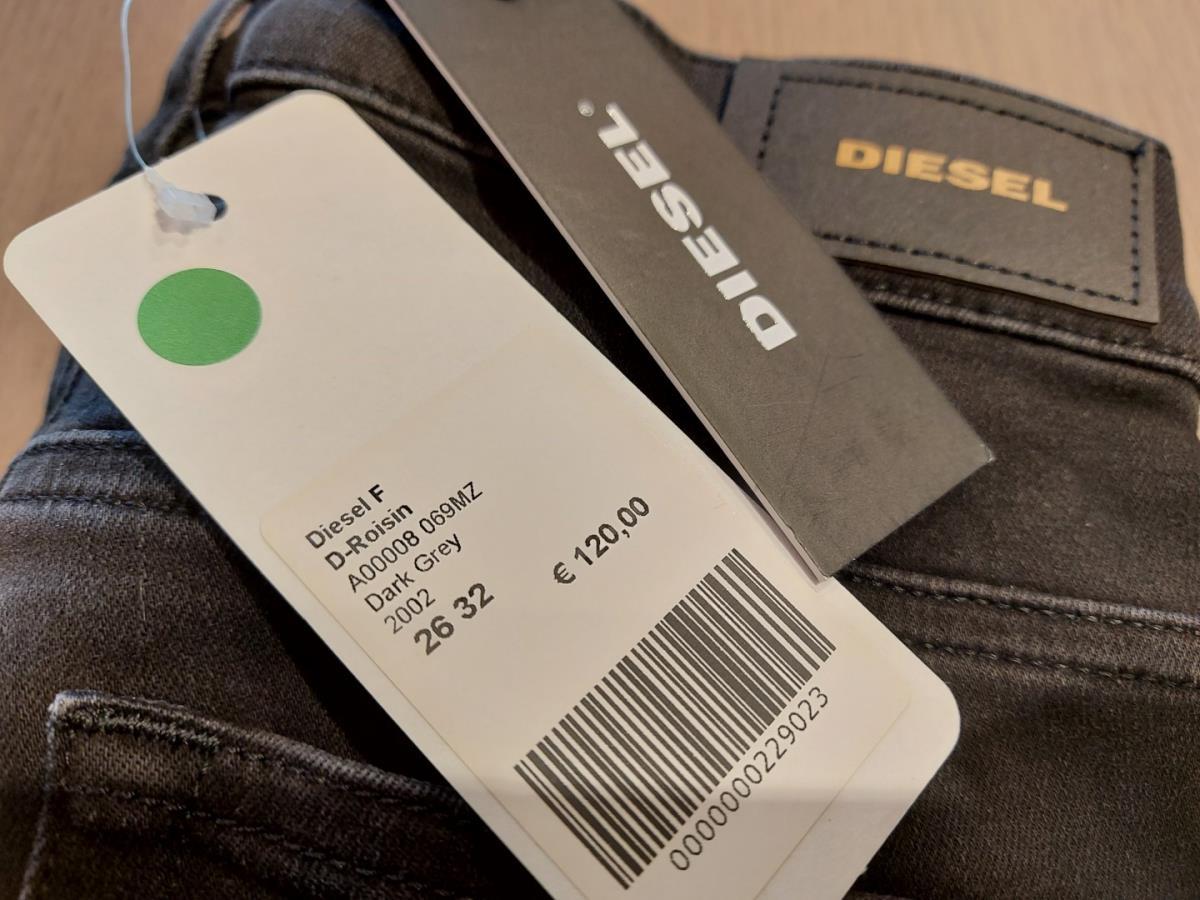 DIESEL
DIESEL®
Diesel F
D-Roisin
A00008 069MZ
Dark Grey
2002
26 32
€ 120,00
0000000229023